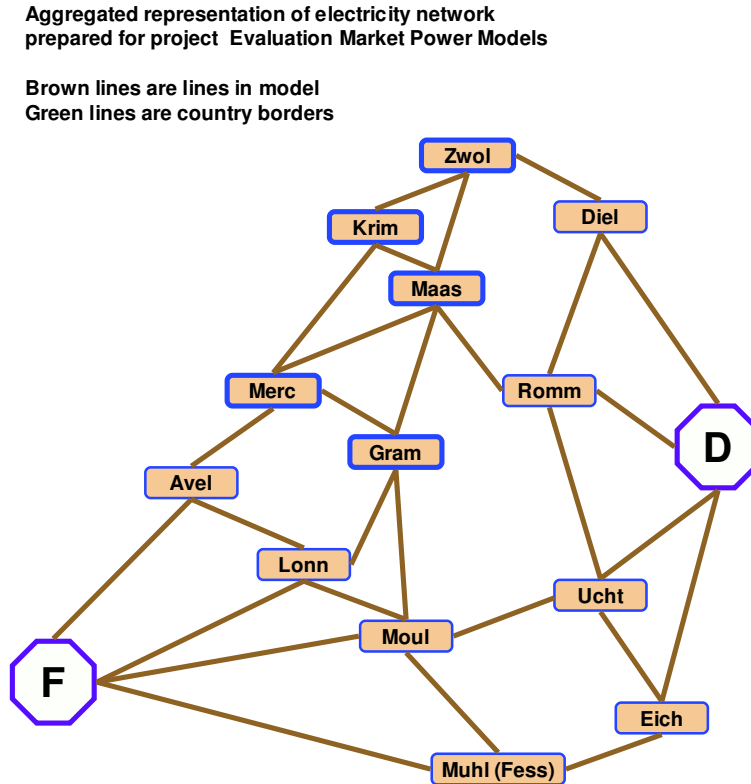 Aggregated representation of electricity network
prepared for project Evaluation Market Power Models
Brown lines are lines in model
Green lines are country borders
Zwol
Diel
Krim
Maas
Merc
Romm
Gram
D
Avel
Lonn
Ucht
Moul
F
Eich
Muhl (Fess)